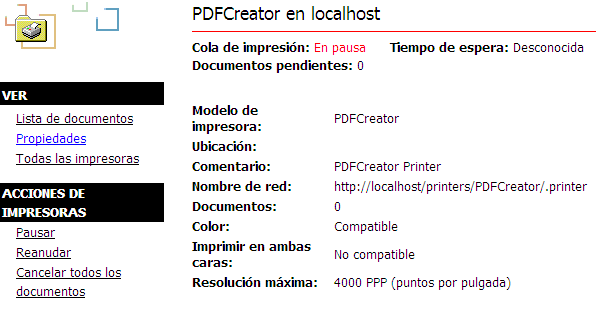 PDFCreator en localhost
Cola de impresión: En pausa Tiempo de espera: Desconocida
Documentos pendientes: 0
VER
Lista de documentos
Propiedades
Todas las impresoras
ACCIONES DE
IMPRESORAS
Pausar
Reanudar
Cancelar todos los
documentos
Modelo de
impresora: PDFCreator
Ubicación:
Comentario: PDFCreator Printer
Nombre de red: http://localhost/printers/PDFCreator/.printer
Documentos: 0
Color: Compatible
Imprimir en ambas
caras: No compatible
Resolución máxima: 4000 PPP (puntos por pulgada)